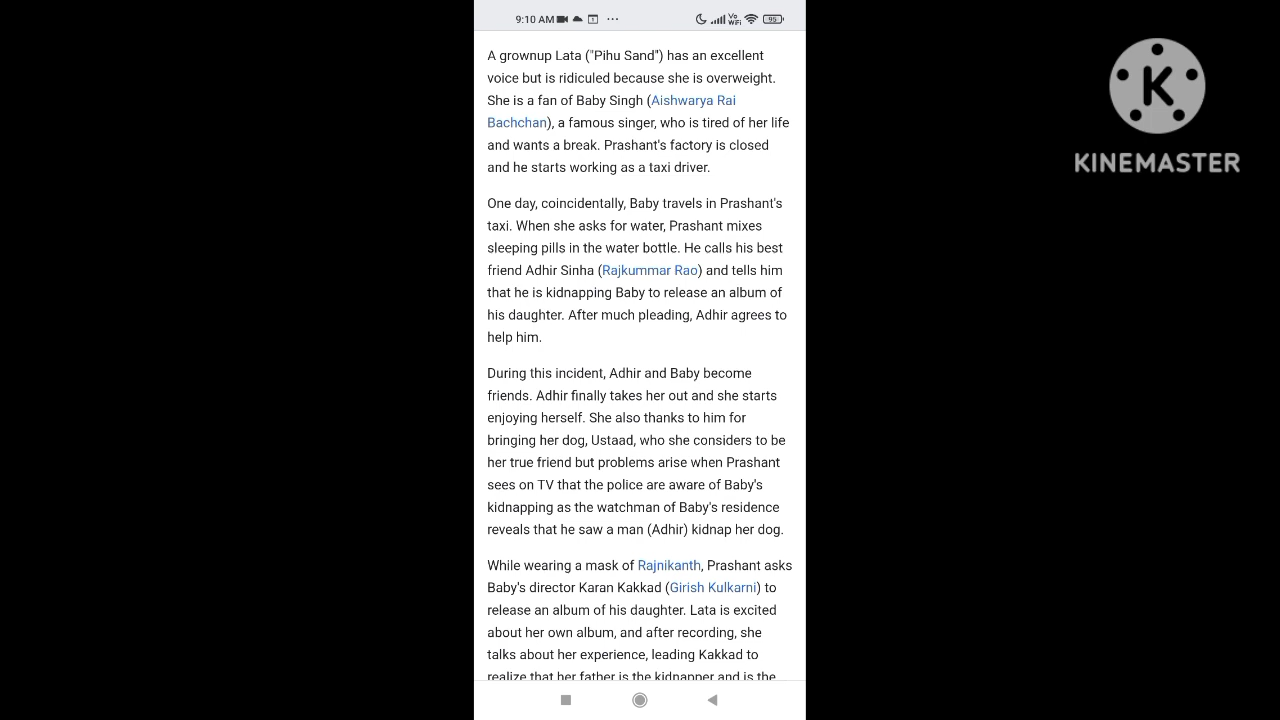 9:10 AM
Vo
WiFi
95
A grownup Lata ("Pihu Sand") has an excellent
voice but is ridiculed because she is overweight.
She is a fan of Baby Singh (Aishwarya Rai
Bachchan), a famous singer, who is tired of her life
and wants a break. Prashant's factory is closed
and he starts working as a taxi driver.
One day, coincidentally, Baby travels in Prashant's
taxi. When she asks for water, Prashant mixes
sleeping pills in the water bottle. He calls his best
friend Adhir Sinha (Rajkummar Rao) and tells him
that he is kidnapping Baby to release an album of
his daughter. After much pleading, Adhir agrees to
help him.
During this incident, Adhir and Baby become
friends. Adhir finally takes her out and she starts
enjoying herself. She also thanks to him for
bringing her dog, Ustaad, who she considers to be
her true friend but problems arise when Prashant
sees on TV that the police are aware of Baby's
kidnapping as the watchman of Baby's residence
reveals that he saw a man (Adhir) kidnap her dog.
While wearing a mask of Rajnikanth, Prashant asks
Baby's director Karan Kakkad (Girish Kulkarni) to
release an album of his daughter. Lata is excited
about her own album, and after recording, she
talks about her experience, leading Kakkad to
realize that her father is the kidnapper and is the
K
KINEMASTER